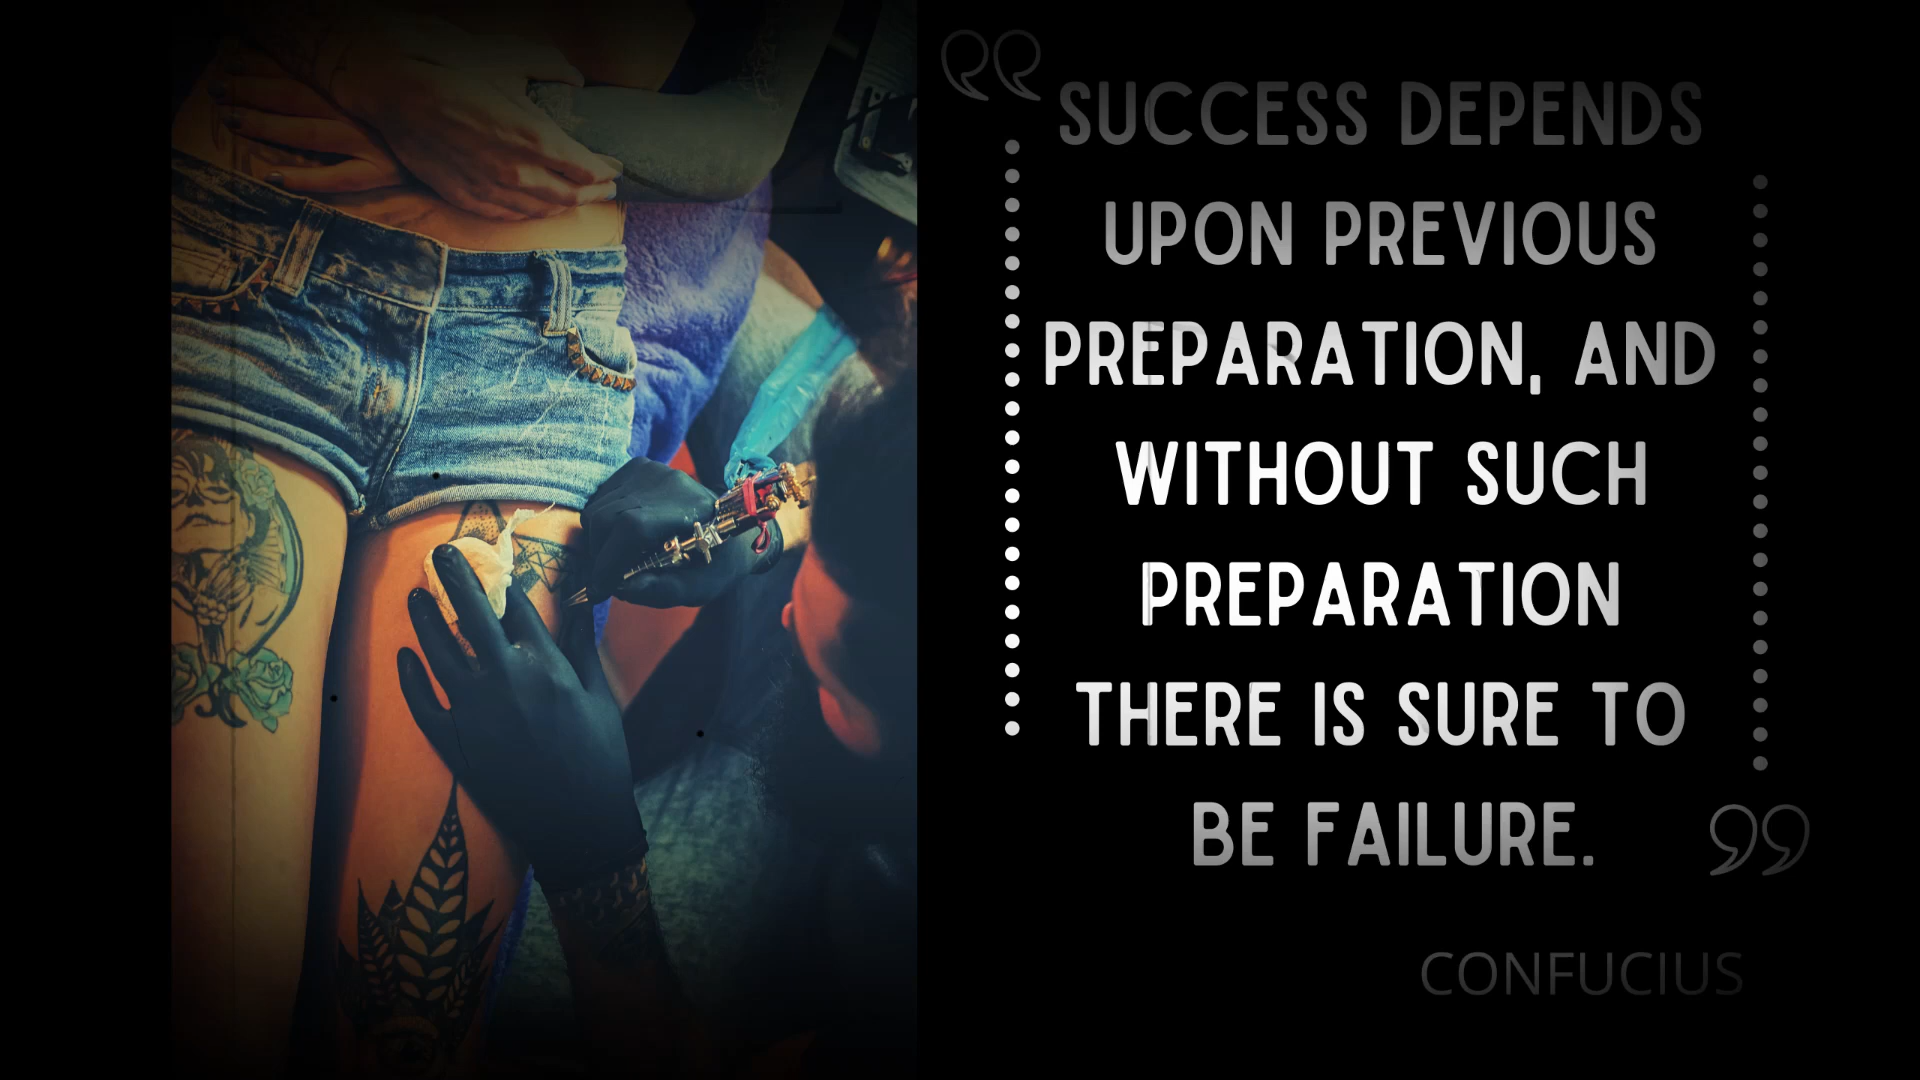 SUCCESS DEPENDS
UPON PREVIOUS
PREPARATION, AND
WITHOUT SUCH
PREPARATION
THERE IS SURE TO
BE FAILURE.
CONFUCIUS